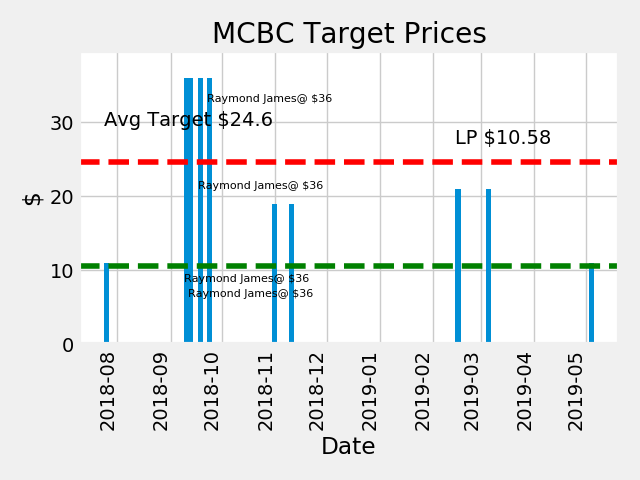 MCBC Target Prices
Raymond James@ $36
Avg Target $24.6
LP $10.58
Raymond James@ $36
Raymond James@ $36
Raymond James@ $36
$
30
20
10
0
2018-08
2018-09
2018-10
2018-11
2018-12
2019-01
2019-02
2019-03
2019-04
2019-05
Date